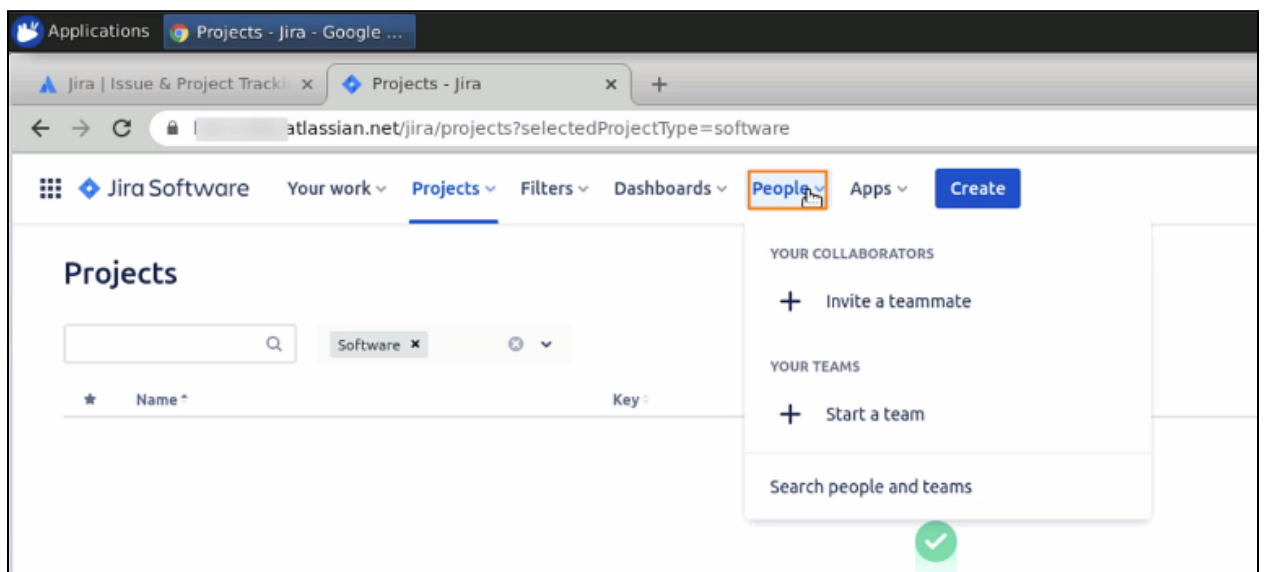 Applications Projects - Jira - Google ...
Jira | Issue & Project Tracki Projects - Jira
atlassian.net/jira/projects?selectedProjectType=software
Jira Software Your work Projects Filters Dashboards People Apps Create
YOUR COLLABORATORS
Projects
Invite a teammate
Software
YOUR TEAMS
Name Key
Start a team
Search people and teams